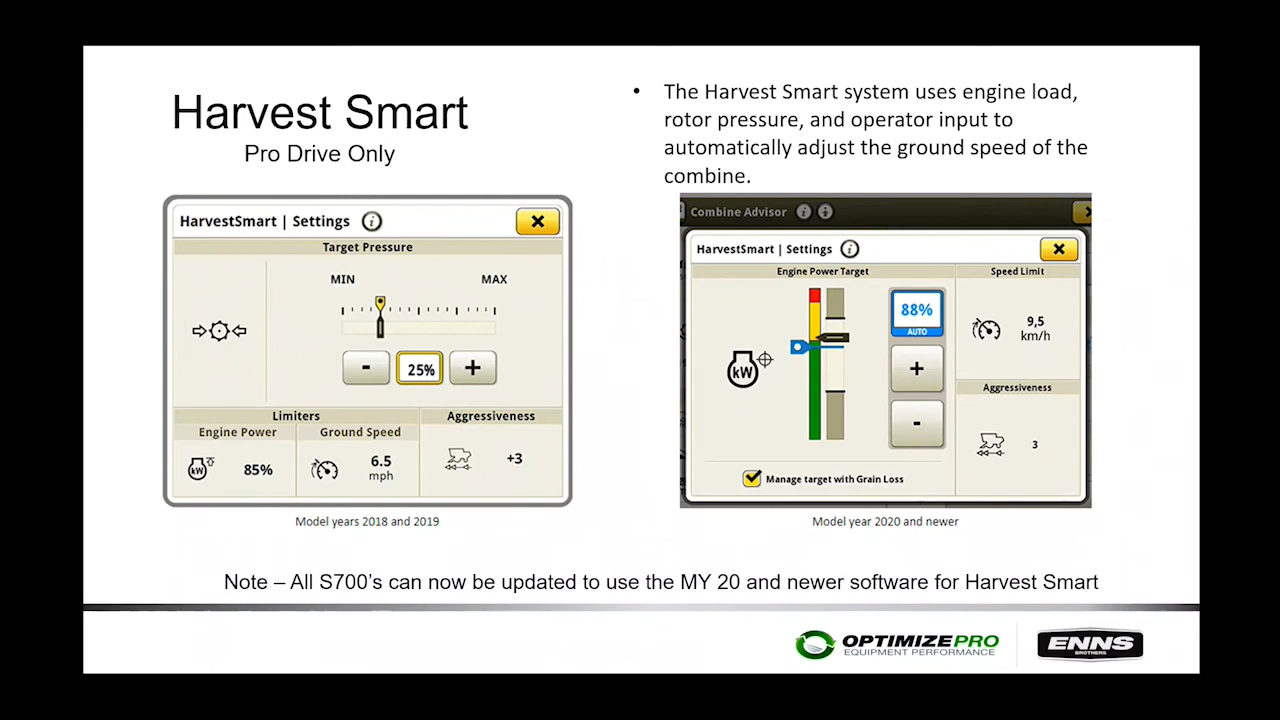 Harvest Smart
Pro Drive Only
• The Harvest Smart system uses engine load,
rotor pressure, and operator input to
automatically adjust the ground speed of the
combine.
HarvestSmart | Settings i X
Target Pressure
MIN MAX
- 25% +
Limiters
Engine Power Ground Speed Aggressiveness
kW 85% 6.5 mph +3
Model years 2018 and 2019
Combine Advisor i
HarvestSmart | Settings i X
Engine Power Target
Speed Limit
88%
AUTO
9,5
km/h
kW
+
-
Aggressiveness
3
Manage target with Grain Loss
Model year 2020 and newer
Note – All S700's can now be updated to use the MY 20 and newer software for Harvest Smart
OPTIMIZEPRO
EQUIPMENT PERFORMANCE
ENNS
BROTHERS